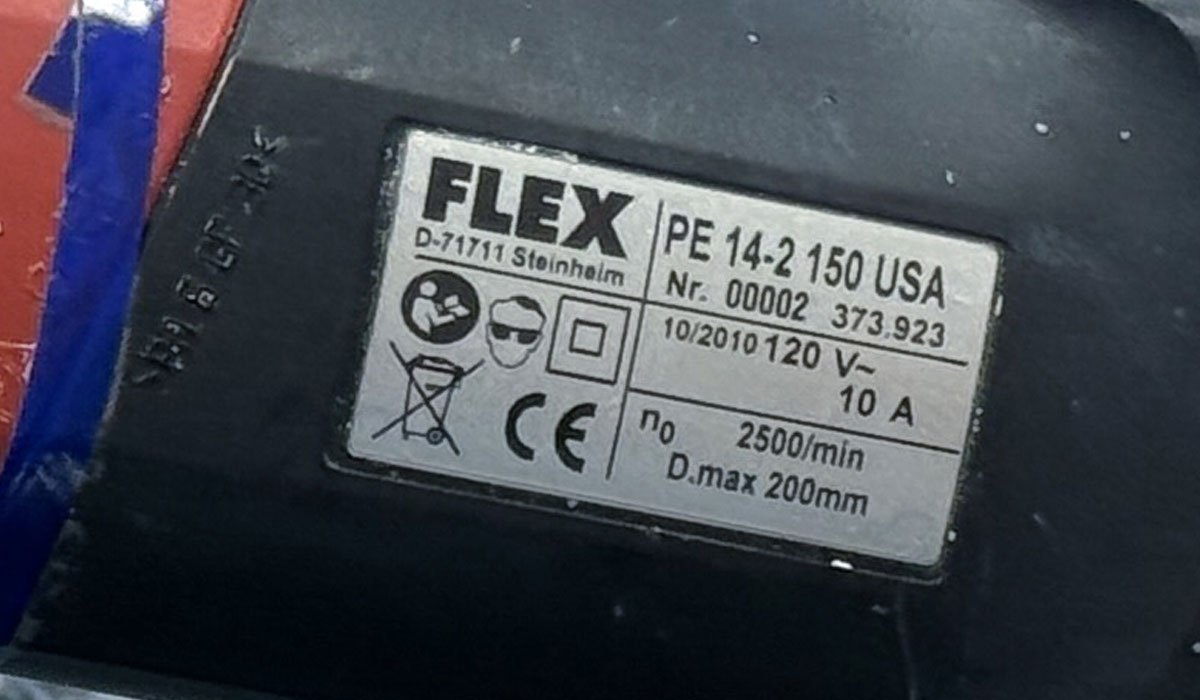 FLEX
D-71711 Steinheim
PE 14-2 150 USA
Nr. 00002 373.923
10/2010 120 V~
10 A
n0 2500/min
D.max 200mm
CE